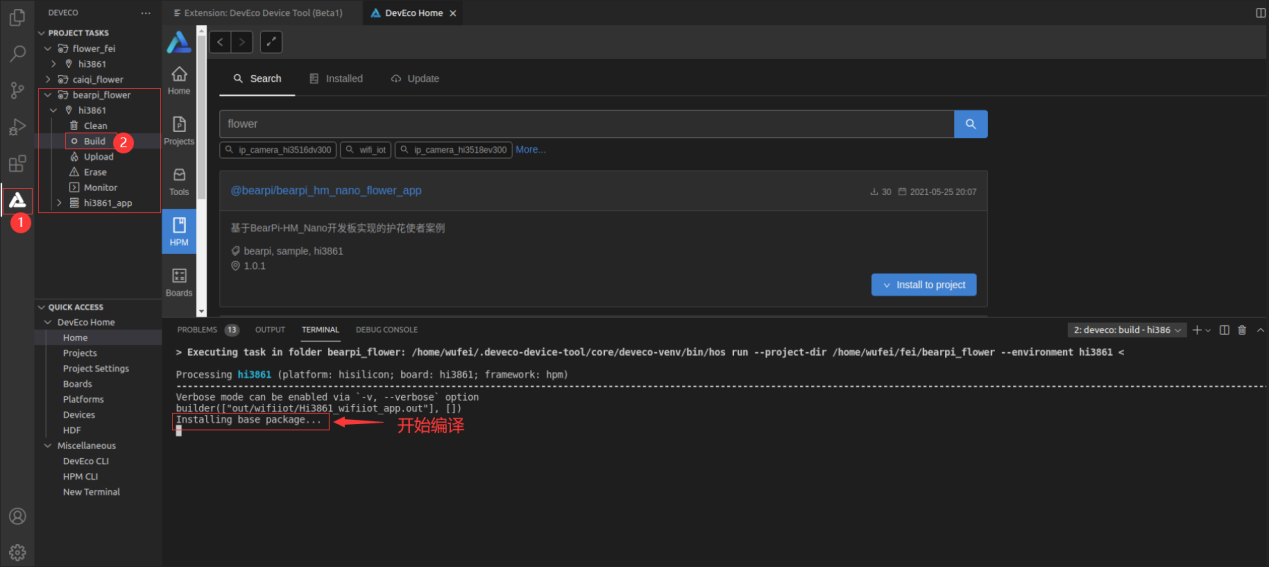 DEVECO
PROJECT TASKS
flower_fei
hi3861
caiqi_flower
bearpi_flower
hi3861
Clean
Build
2
Upload
Erase
Monitor
hi3861_app
1
QUICK ACCESS
DevEco Home
Home
Projects
Project Settings
Boards
Platforms
Devices
HDF
Miscellaneous
DevEco CLI
HPM CLI
New Terminal
Extension: DevEco Device Tool (Beta1)
DevEco Home
Home
Projects
Tools
HPM
Boards
Search
Installed
Update
flower
ip_camera_hi3516dv300
wifi_iot
ip_camera_hi3518ev300
More...
@bearpi/bearpi_hm_nano_flower_app
30
2021-05-25 20:07
基于BearPi-HM_Nano开发板实现的护花使者案例
bearpi, sample, hi3861
1.0.1
Install to project
PROBLEMS 13 OUTPUT TERMINAL DEBUG CONSOLE
2: deveco: build - hi386
> Executing task in folder bearpi_flower: /home/wufei/.deveco-device-tool/core/deveco-venv/bin/hos run --project-dir /home/wufei/fei/bearpi_flower --environment hi3861 <
Processing hi3861 (platform: hisilicon; board: hi3861; framework: hpm)
Verbose mode can be enabled via `-v, --verbose` option
builder(["out/wifiiot/Hi3861_wifiiot_app.out"], [])
Installing base package...
开始编译